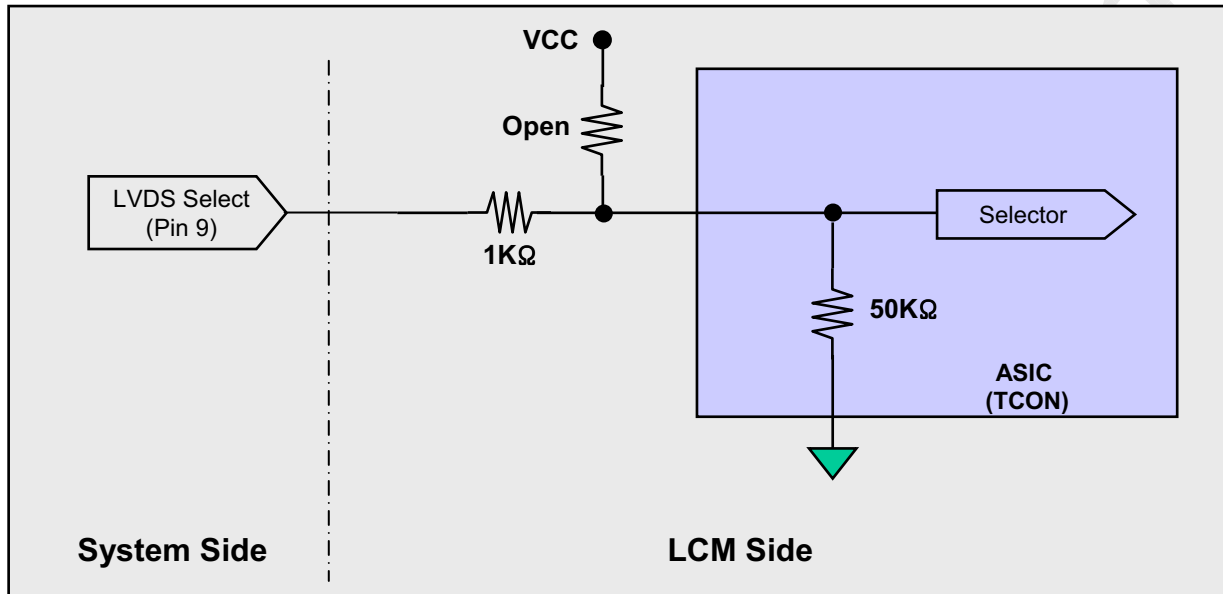 VCC
Open
LVDS Select
(Pin 9)
1KΩ
Selector
50KΩ
ASIC
(TCON)
System Side
LCM Side